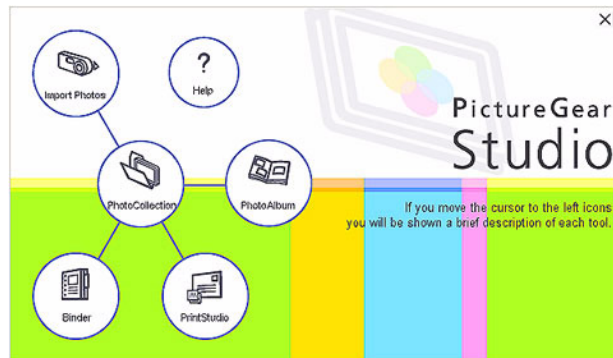 ×
Import Photos
?
Help
PictureGear
Studio
PhotoCollection
PhotoAlbum
If you move the cursor to the left icons
you will be shown a brief description of each tool.
Binder
PrintStudio